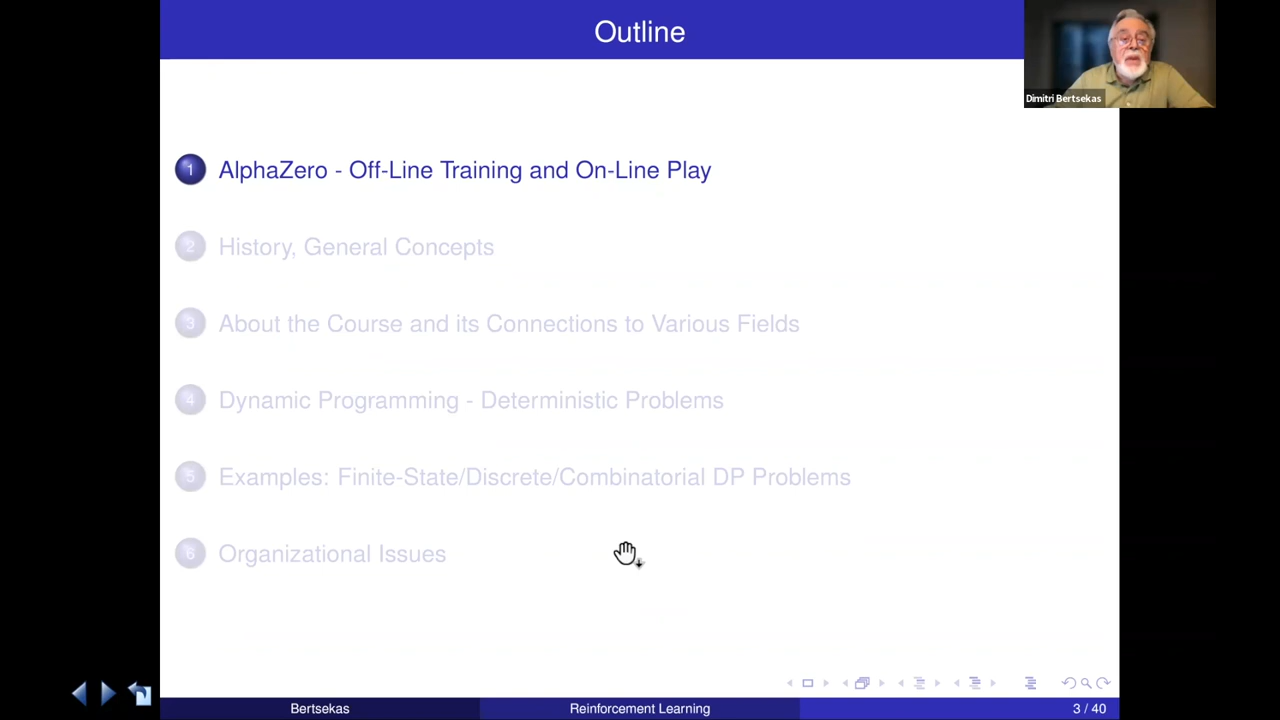 Outline
Dimitri Bertsekas
1 AlphaZero - Off-Line Training and On-Line Play
2 History, General Concepts
3 About the Course and its Connections to Various Fields
4 Dynamic Programming - Deterministic Problems
5 Examples: Finite-State/Discrete/Combinatorial DP Problems
6 Organizational Issues
Bertsekas Reinforcement Learning 3 / 40